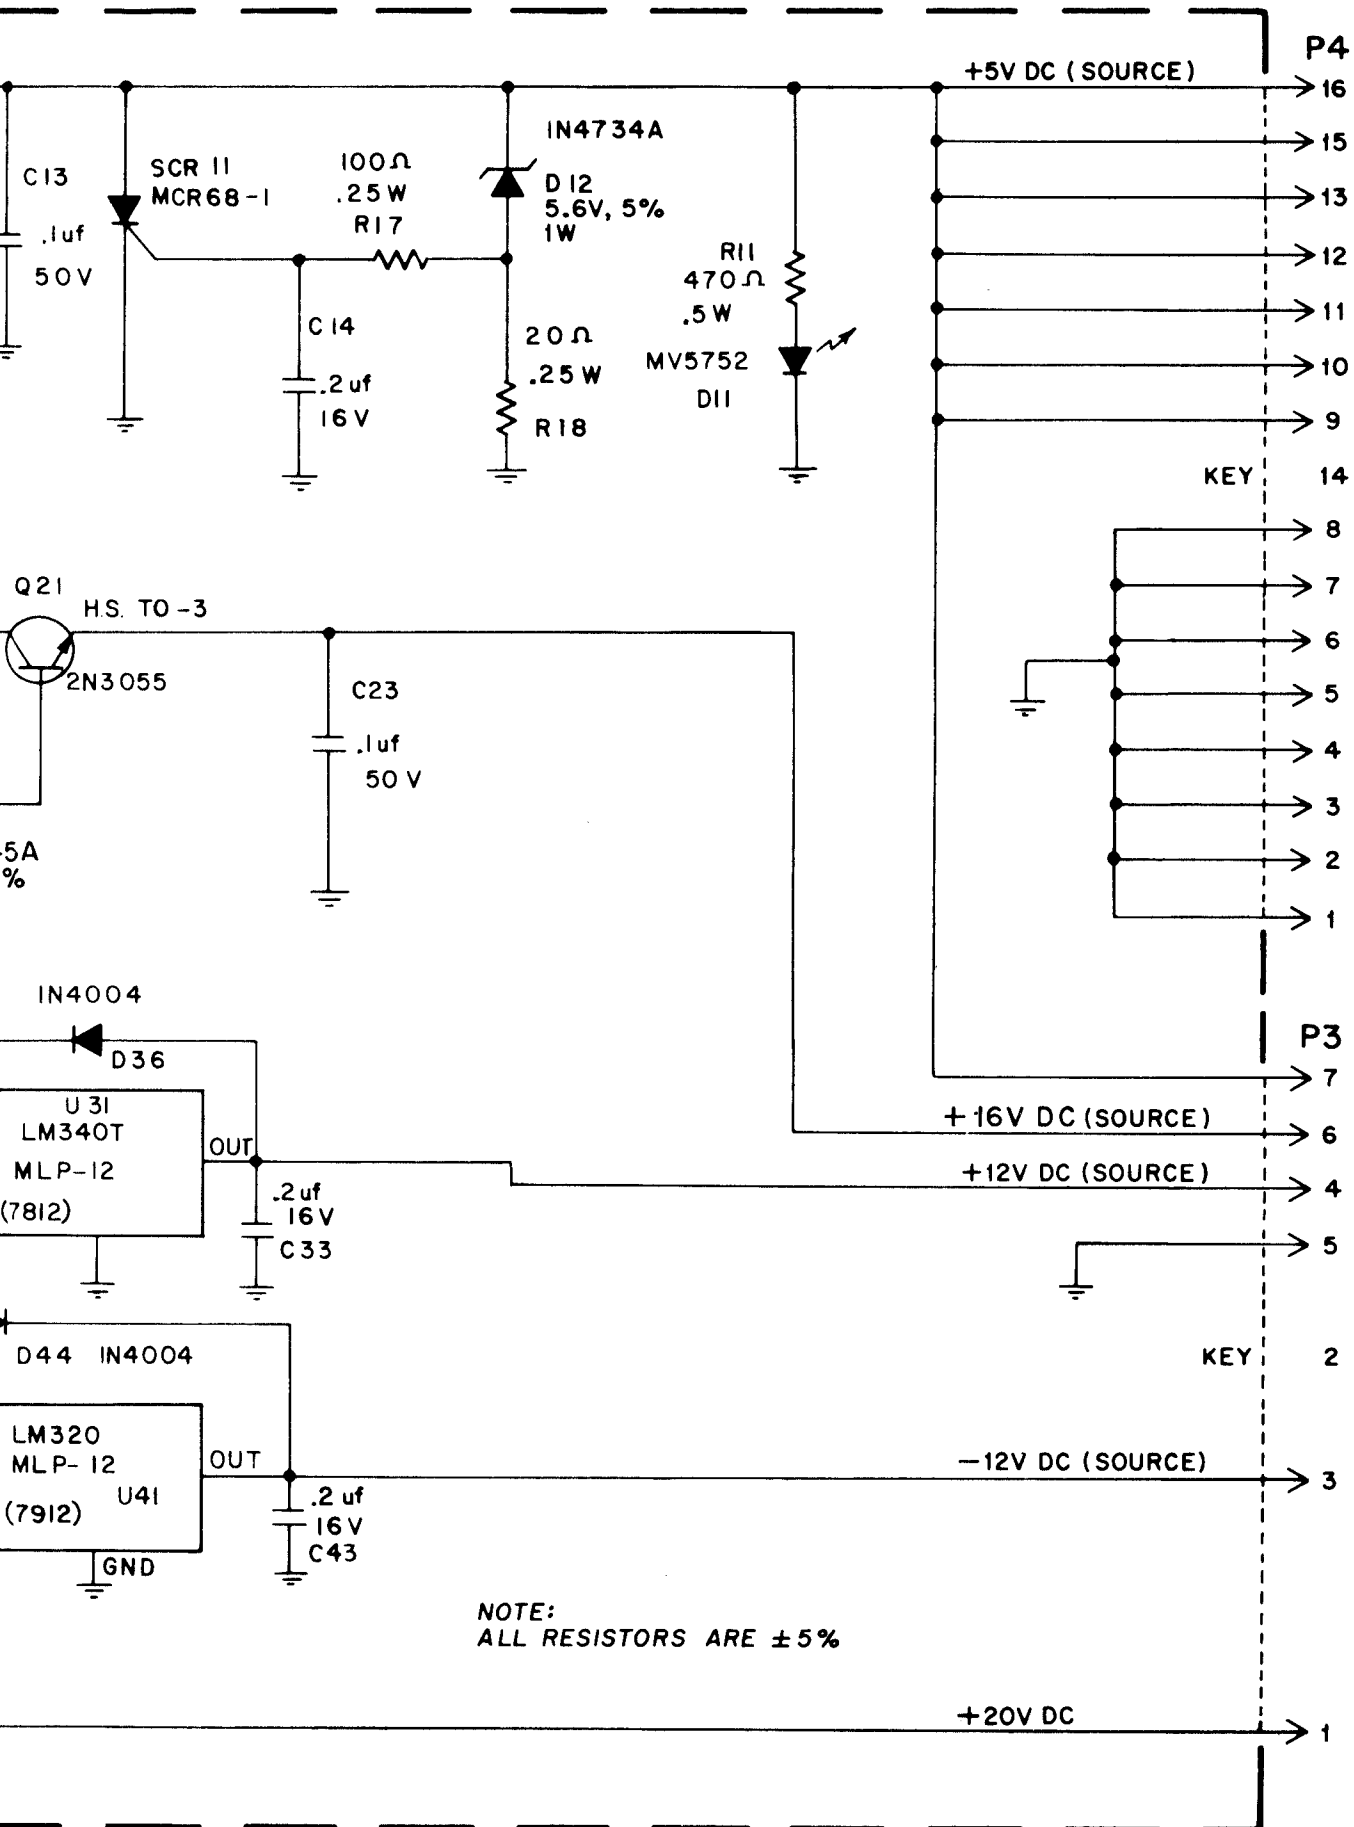 P4
+5V DC (SOURCE)
16
15
13
12
11
10
9
KEY 14
8
7
6
5
4
3
2
1
C13
.1uf
50V
SCR 11
MCR68-1
100Ω
.25W
R17
IN4734A
D12
5.6V, 5%
1W
C14
.2uf
16V
20Ω
.25W
R18
R11
470Ω
.5W
MV5752
D11
Q21
H.S. TO -3
2N3055
C23
.1uf
50V
5A
%
IN4004
D36
U31
LM340T
MLP-12
(7812)
OUT
.2uf
16V
C33
P3
7
+16V DC (SOURCE)
6
+12V DC (SOURCE)
4
5
D44 IN4004
KEY 2
LM320
MLP-12
U41
(7912)
OUT
GND
.2uf
16V
C43
-12V DC (SOURCE)
3
NOTE:
ALL RESISTORS ARE ±5%
+20V DC
1